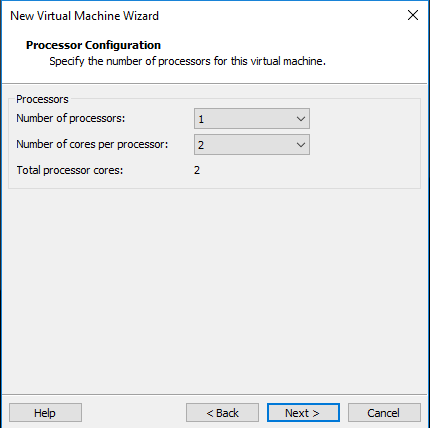 New Virtual Machine Wizard
Processor Configuration
Specify the number of processors for this virtual machine.
Processors
Number of processors: 1
Number of cores per processor: 2
Total processor cores: 2
Help < Back Next > Cancel